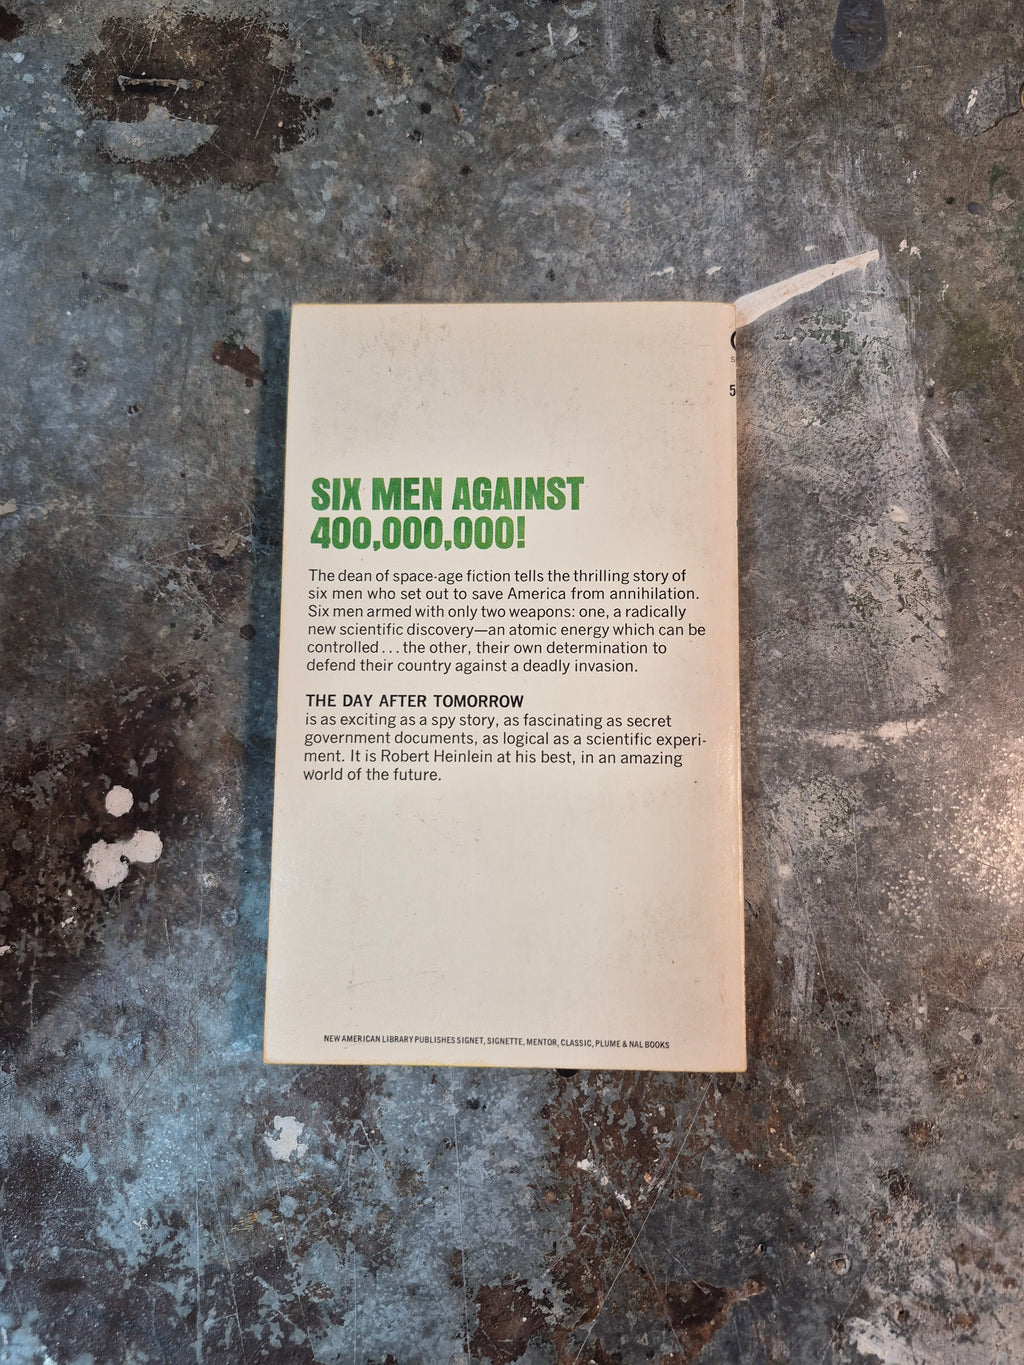 SIX MEN AGAINST
400,000,000!
The dean of space-age fiction tells the thrilling story of
six men who set out to save America from annihilation.
Six men armed with only two weapons: one, a radically
new scientific discovery—an atomic energy which can be
controlled...the other, their own determination to
defend their country against a deadly invasion.
THE DAY AFTER TOMORROW
is as exciting as a spy story, as fascinating as secret
government documents, as logical as a scientific experi-
ment. It is Robert Heinlein at his best, in an amazing
world of the future.
NEW AMERICAN LIBRARY PUBLISHES SIGNET, SIGNETTE, MENTOR, CLASSIC, PLUME & NAL BOOKS